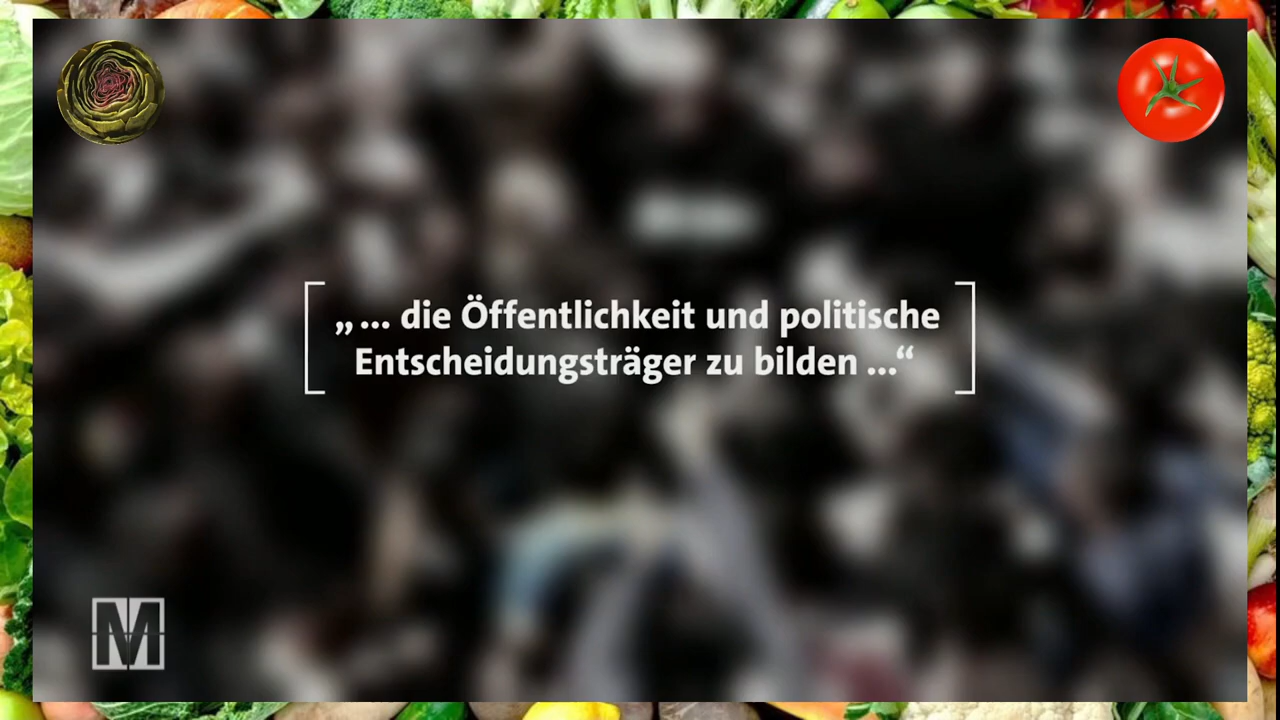 „ ... die Öffentlichkeit und politische
Entscheidungsträger zu bilden ...“
M